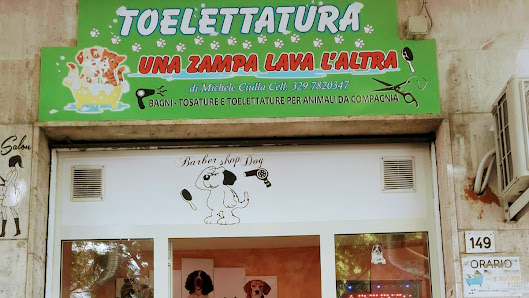 TOELETTATURA
UNA ZAMPA LAVA L'ALTRA
di Michele Ciulla Cell. 329 7820347
BAGNI - TOSATURE E TOELETTATURE PER ANIMALI DA COMPAGNIA
Salon
Barber shop Dog
149
ORARIO